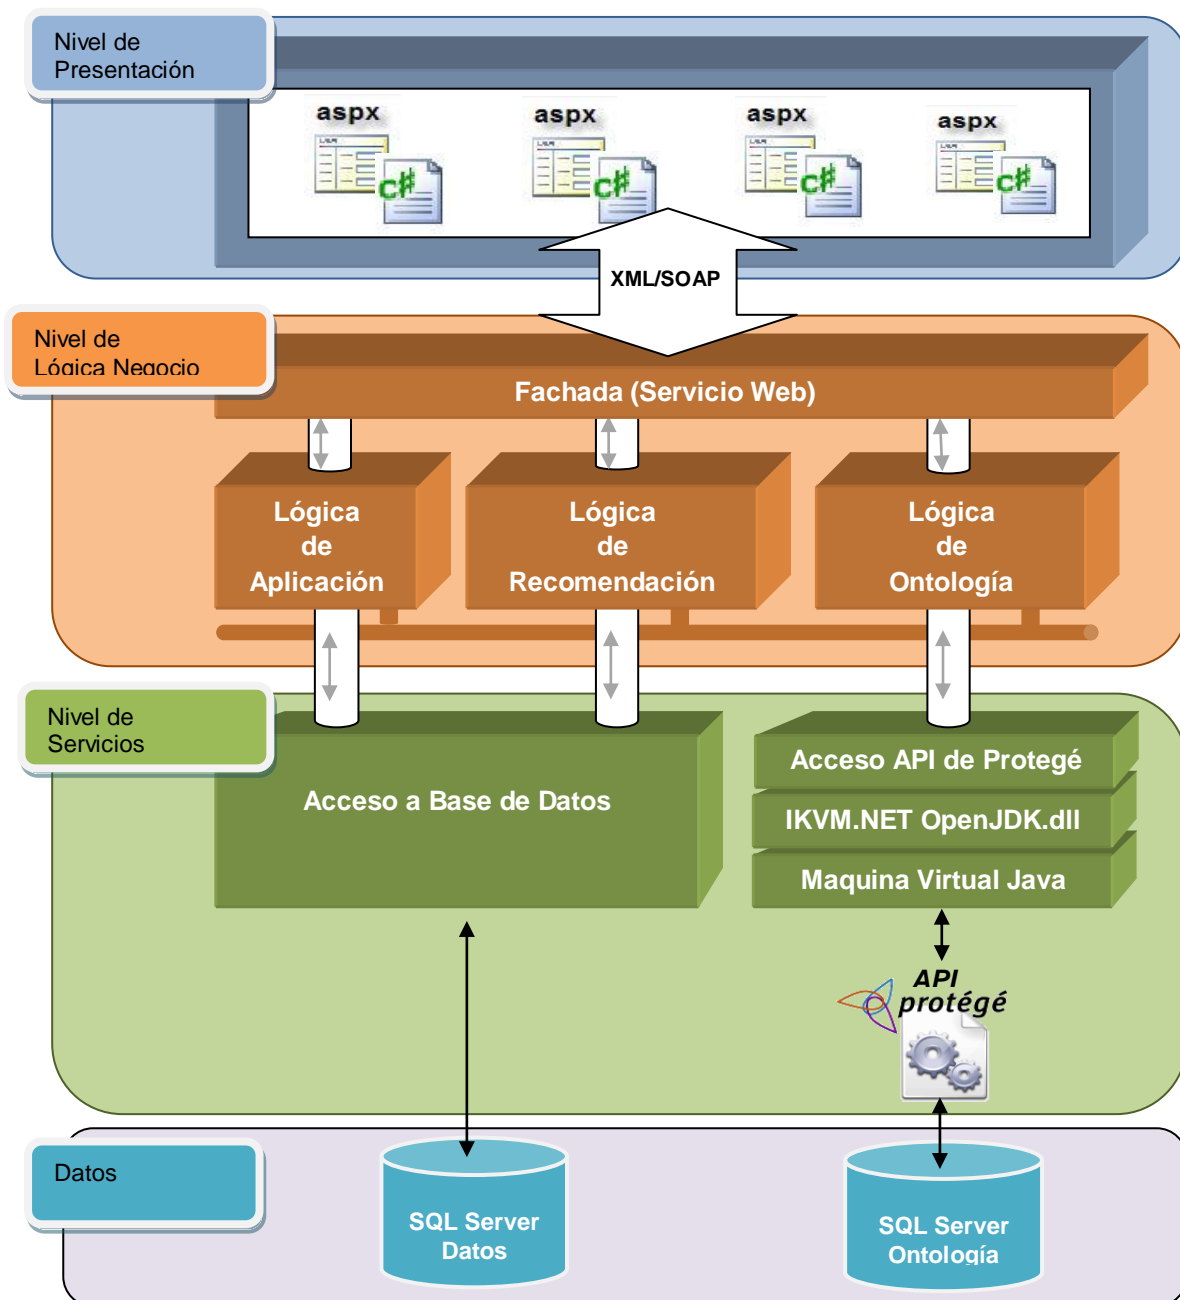 Nivel de
Presentación
aspx
aspx
aspx
aspx
C#
C#
C#
C#
XML/SOAP
Nivel de
Lógica Negocio
Fachada (Servicio Web)
Lógica
de
Aplicación
Lógica
de
Recomendación
Lógica
de
Ontología
Nivel de
Servicios
Acceso a Base de Datos
Acceso API de Protegé
IKVM.NET OpenJDK.dll
Maquina Virtual Java
API
protégé
Datos
SQL Server
Datos
SQL Server
Ontología